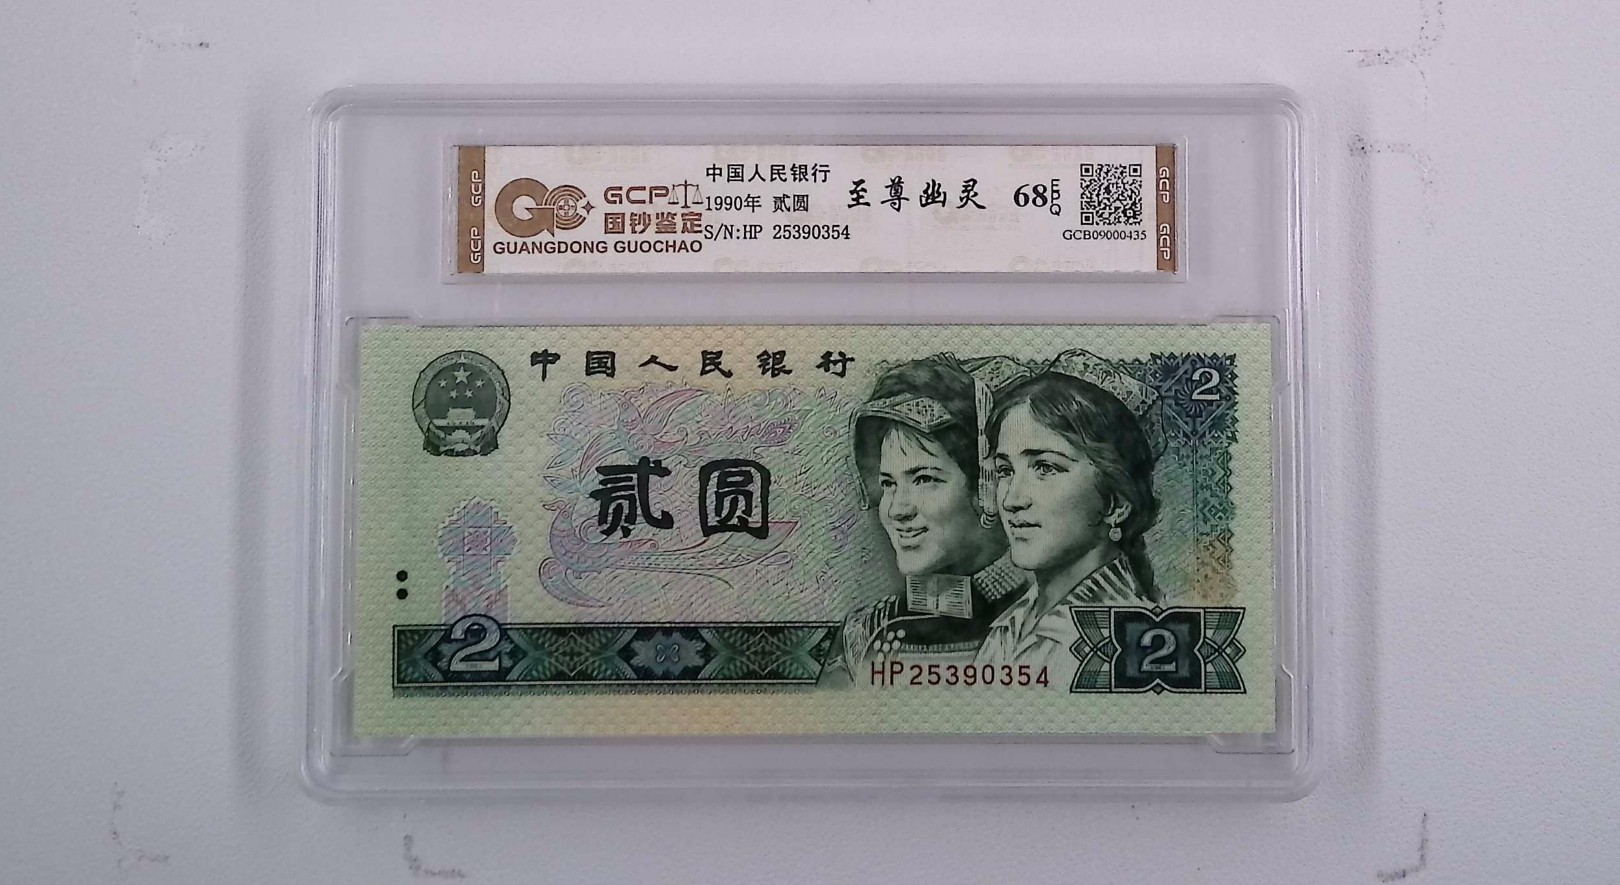 GCP
GCP
GCP
国钞鉴定
GUANGDONG GUOCHAO
中国人民银行
1990年 贰圆
S/N:HP 25390354
至尊幽灵
68 EPQ
GCB09000435
GCP
GCP
中国人民银行
2
贰圆
2
HP25390354
2